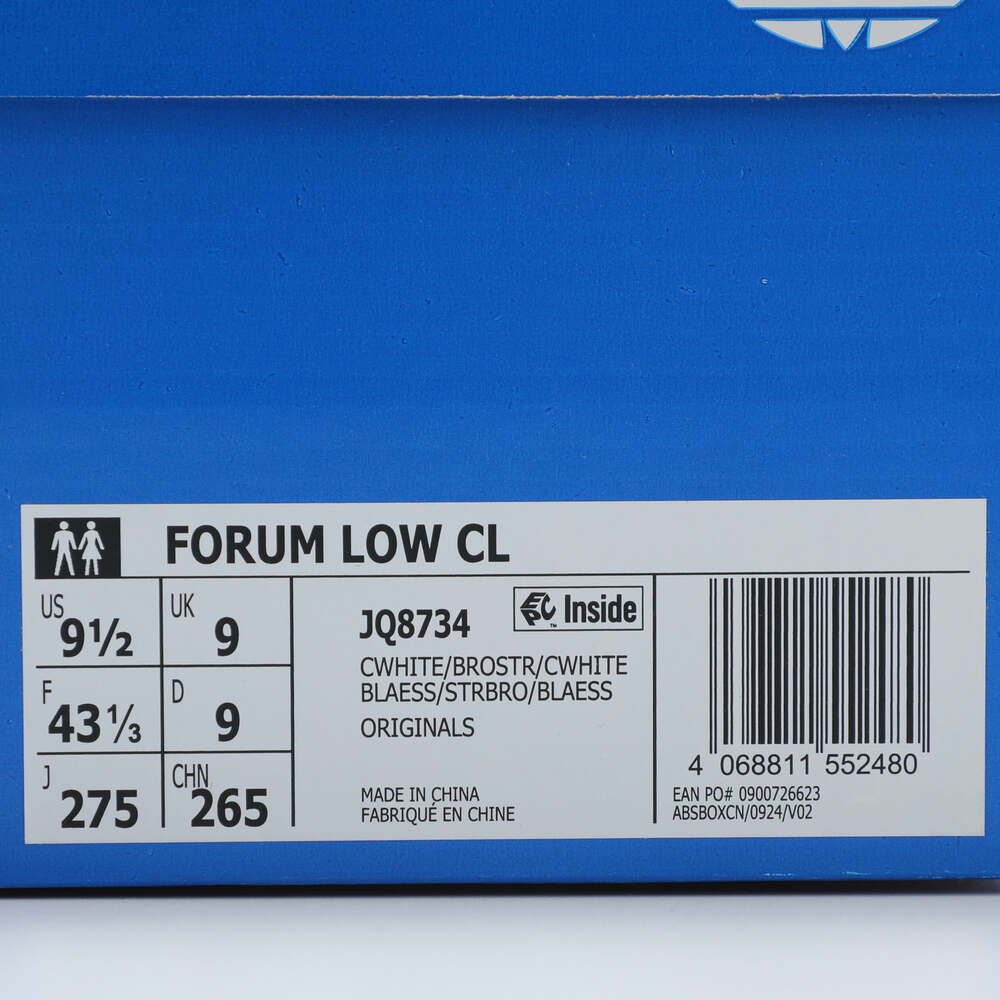 FORUM LOW CL
US
9½
UK
9
F
43⅓
D
9
J
275
CHN
265
JQ8734
EPC Inside
™
CWHITE/BROSTR/CWHITE
BLAESS/STRBRO/BLAESS
ORIGINALS
MADE IN CHINA
FABRIQUÉ EN CHINE
4 068811 552480
EAN PO# 0900726623
ABSBOXCN/0924/V02